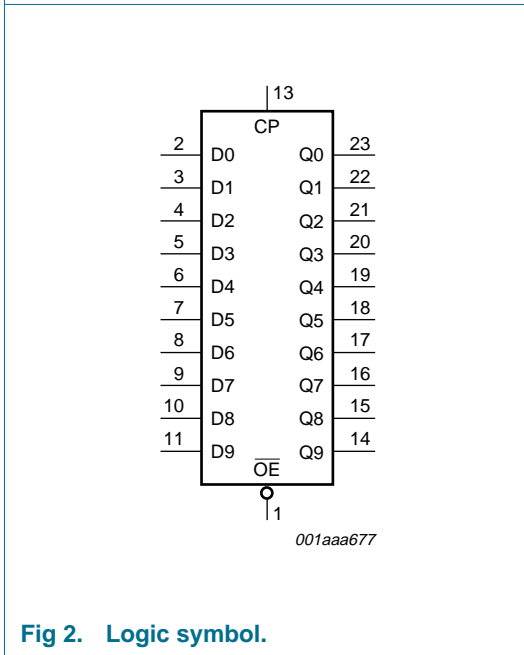 13
CP
2 D0 Q0 23
3 D1 Q1 22
4 D2 Q2 21
5 D3 Q3 20
6 D4 Q4 19
7 D5 Q5 18
8 D6 Q6 17
9 D7 Q7 16
10 D8 Q8 15
11 D9 Q9 14
OE
1
001aaa677
Fig 2. Logic symbol.